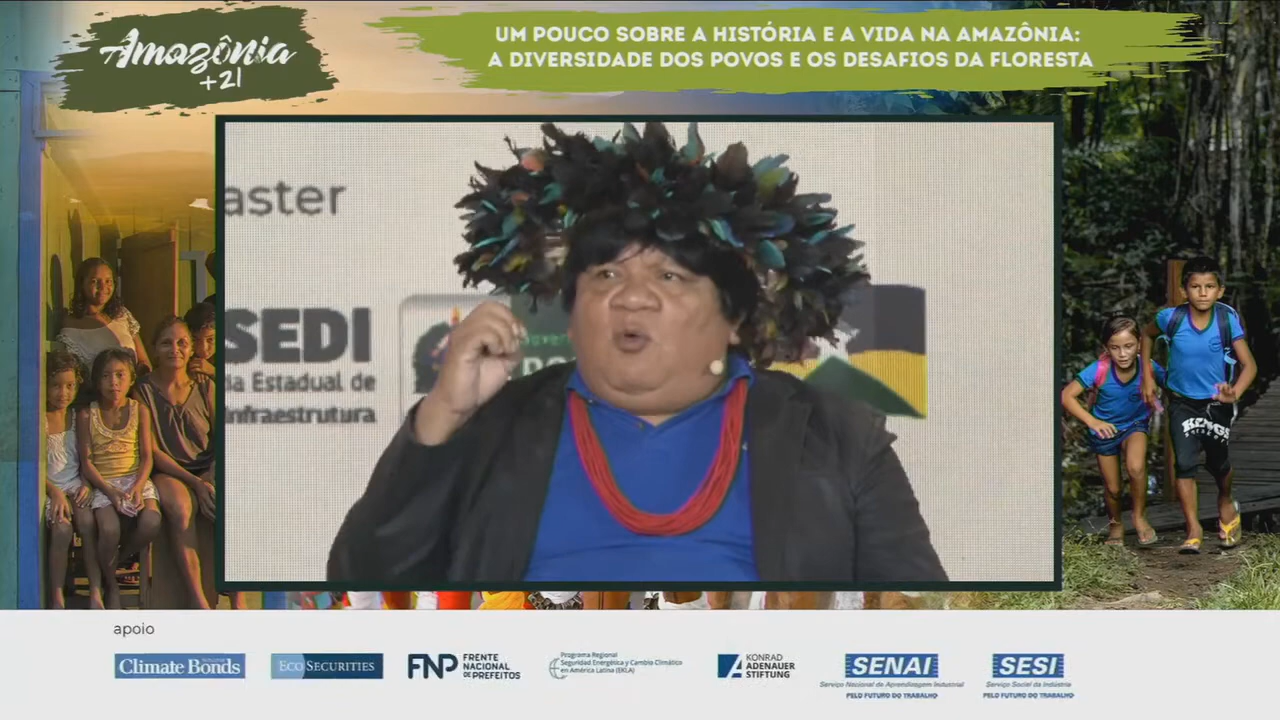 Amazônia
+21
UM POUCO SOBRE A HISTÓRIA E A VIDA NA AMAZÔNIA:
A DIVERSIDADE DOS POVOS E OS DESAFIOS DA FLORESTA
aster
SEDI
ia Estadual de
nfraestrutura
KINGS
apoio
Climate Bonds
ECOSECURITIES
FNP
FRENTE
NACIONAL
DE PREFEITOS
Programa Regional
Seguridad Energética y Cambio Climático
en América Latina (EKLA)
KONRAD
ADENAUER
STIFTUNG
SENAI
Serviço Nacional de Aprendizagem Industrial
PELO FUTURO DO TRABALHO
SESI
Serviço Social da Indústria
PELO FUTURO DO TRABALHO